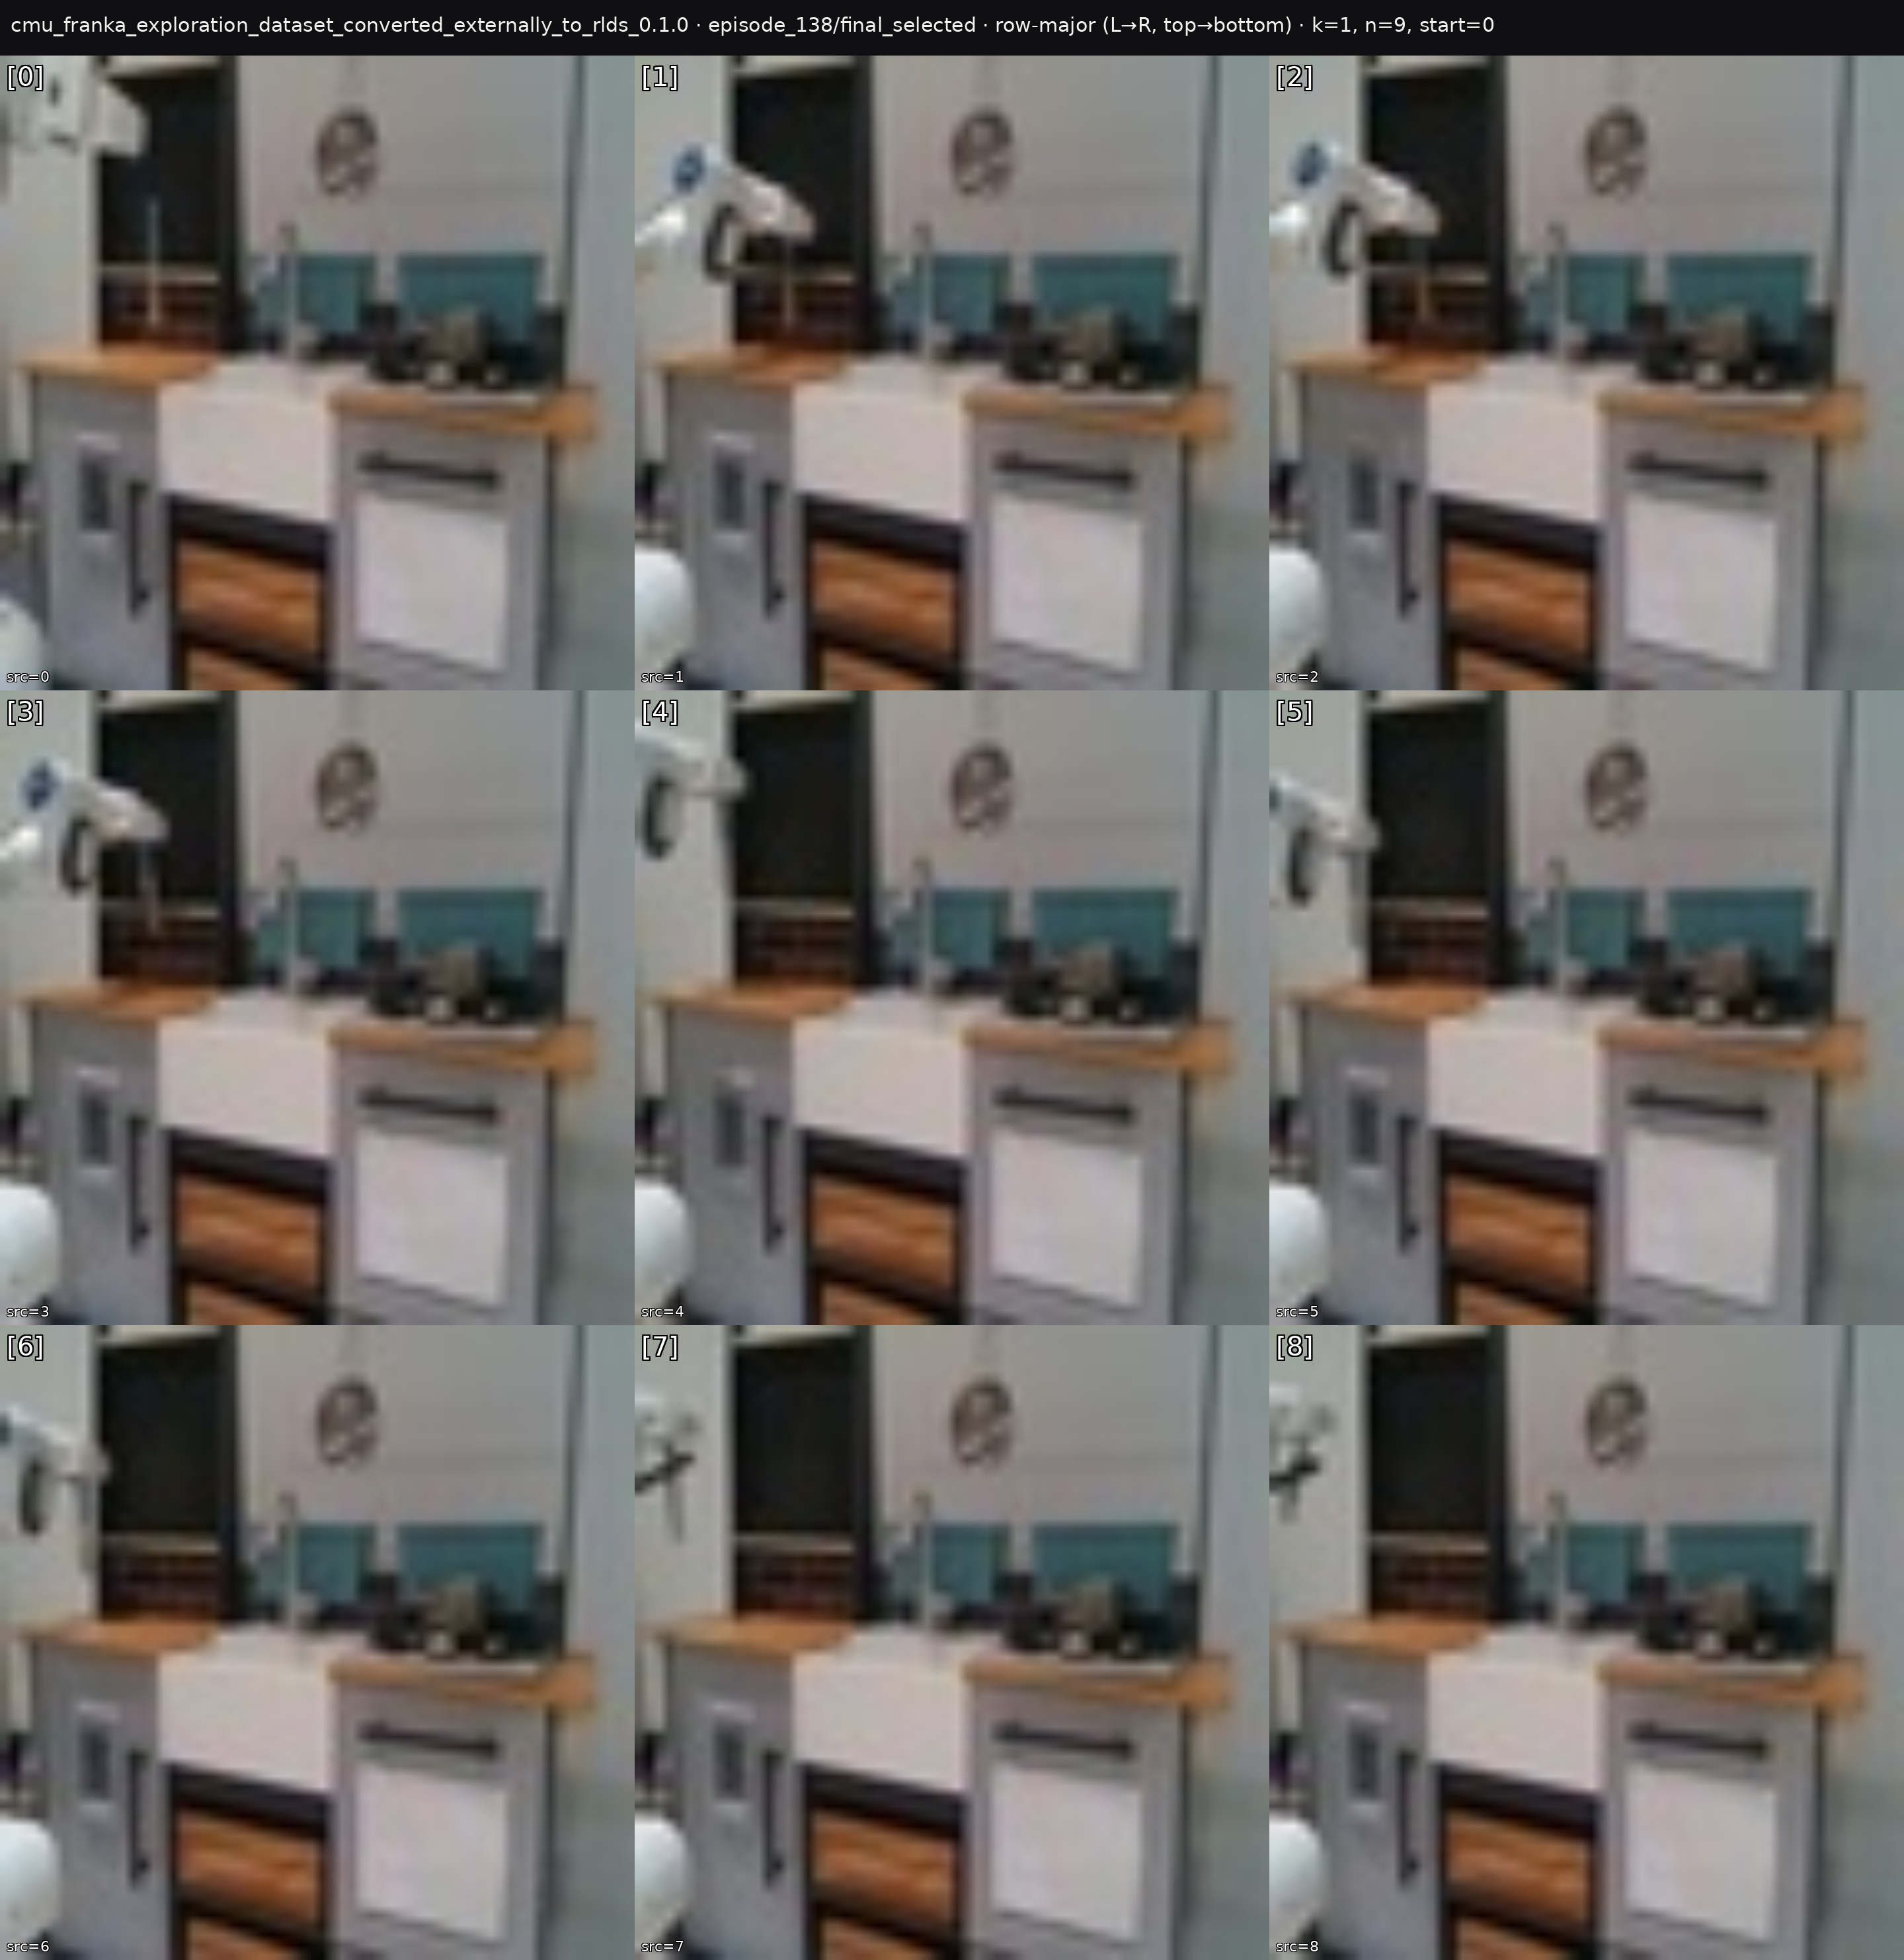 cmu_franka_exploration_dataset_converted_externally_to_rlds_0.1.0 · episode_138/final_selected · row-major (L→R, top→bottom) · k=1, n=9, start=0
[0]
[1]
[2]
src=0
src=1
src=2
[3]
[4]
[5]
src=3
src=4
src=5
[6]
[7]
[8]
src=6
src=7
src=8